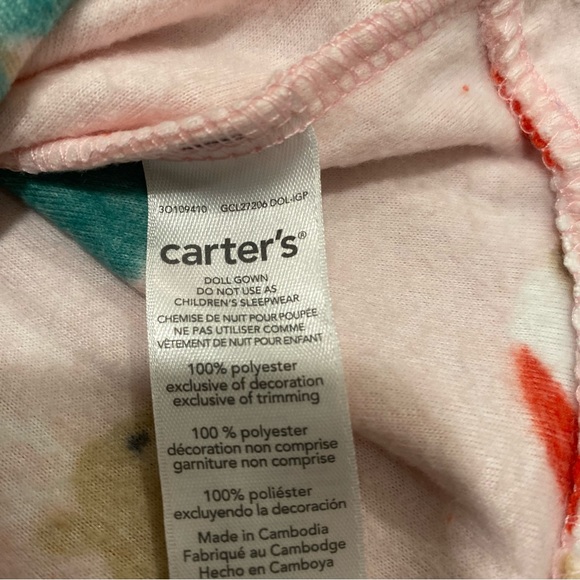 3O109410 GCL27206 DOL-IGP
carter's®
DOLL GOWN
DO NOT USE AS
CHILDREN'S SLEEPWEAR
CHEMISE DE NUIT POUR POUPÉE
NE PAS UTILISER COMME
VÊTEMENT DE NUIT POUR ENFANT
100% polyester
exclusive of decoration
exclusive of trimming
100 % polyester
décoration non comprise
garniture non comprise
100% poliéster
excluyendo la decoración
Made in Cambodia
Fabriqué au Cambodge
Hecho en Camboya